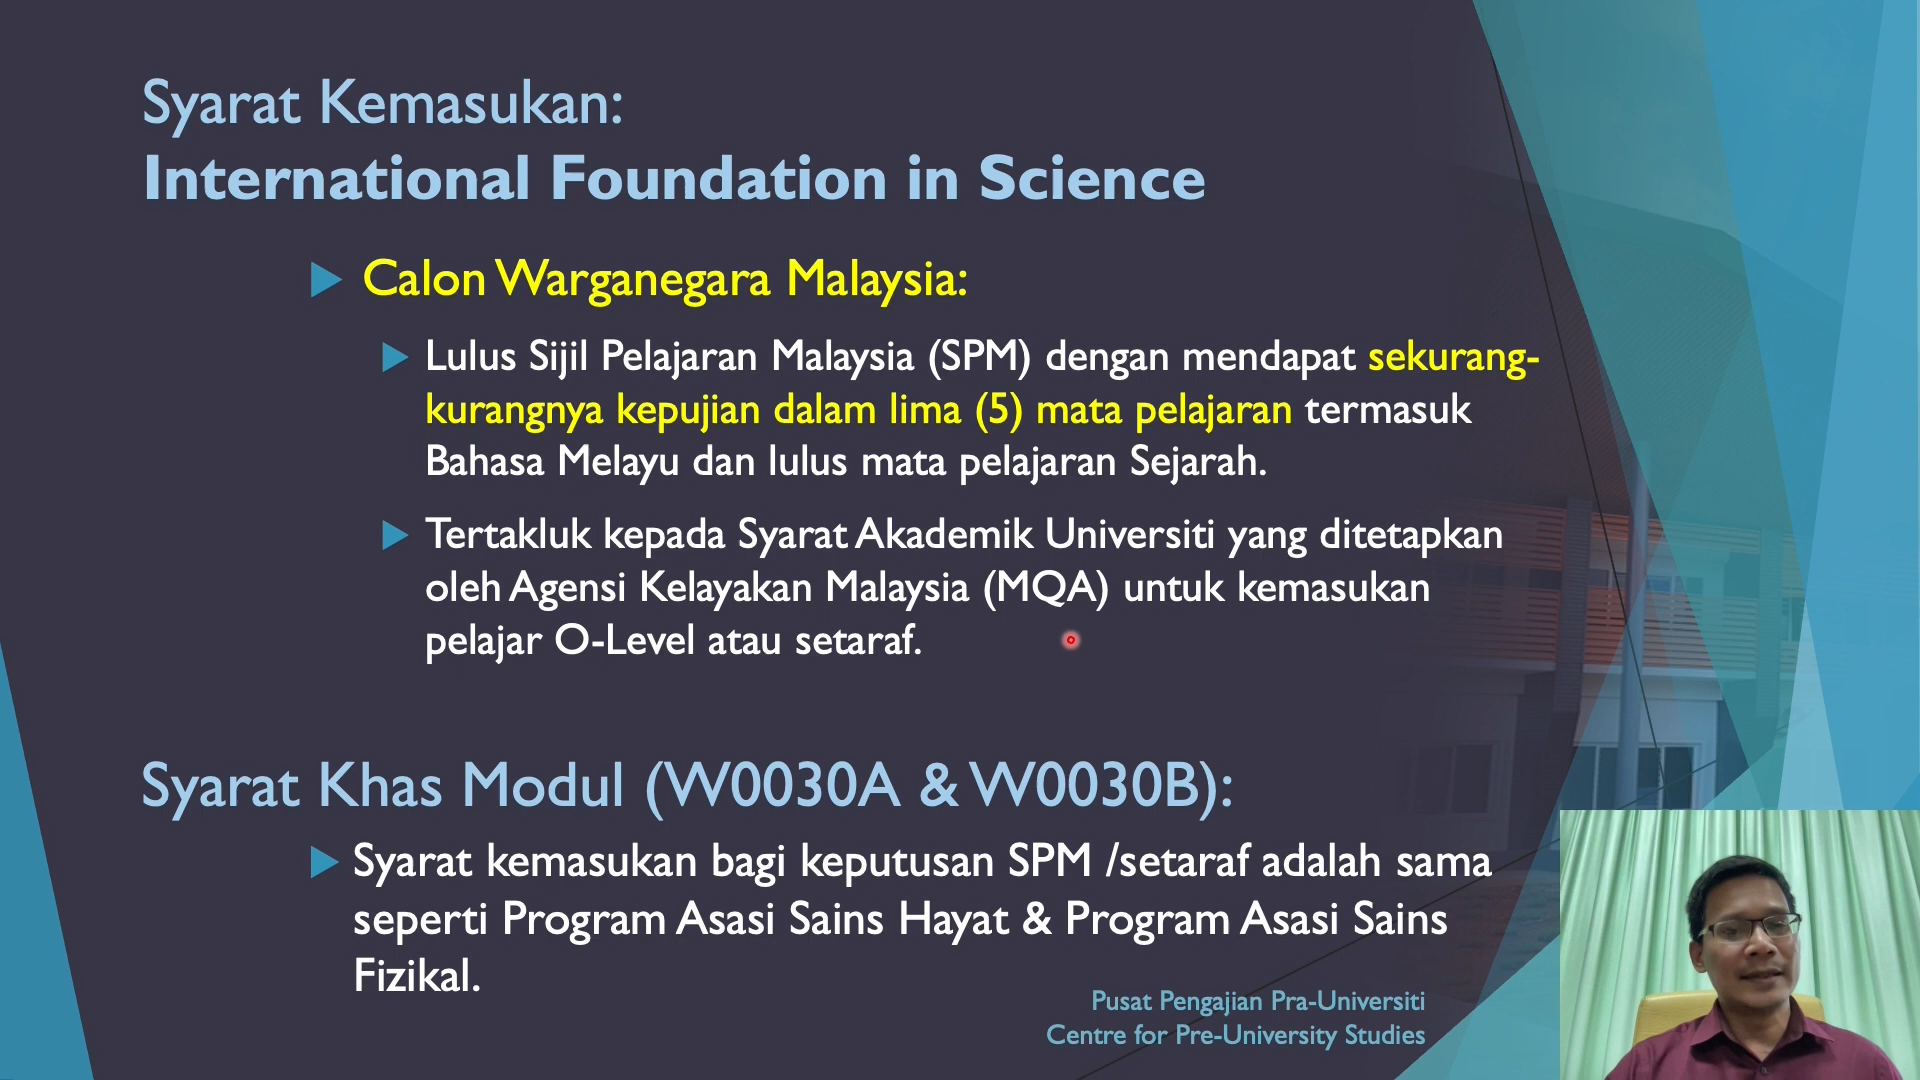 Syarat Kemasukan:
International Foundation in Science
Calon Warganegara Malaysia:
Lulus Sijil Pelajaran Malaysia (SPM) dengan mendapat sekurang-
kurangnya kepujian dalam lima (5) mata pelajaran termasuk
Bahasa Melayu dan lulus mata pelajaran Sejarah.
Tertakluk kepada Syarat Akademik Universiti yang ditetapkan
oleh Agensi Kelayakan Malaysia (MQA) untuk kemasukan
pelajar O-Level atau setaraf.
Syarat Khas Modul (W0030A & W0030B):
Syarat kemasukan bagi keputusan SPM /setaraf adalah sama
seperti Program Asasi Sains Hayat & Program Asasi Sains
Fizikal.
Pusat Pengajian Pra-Universiti
Centre for Pre-University Studies